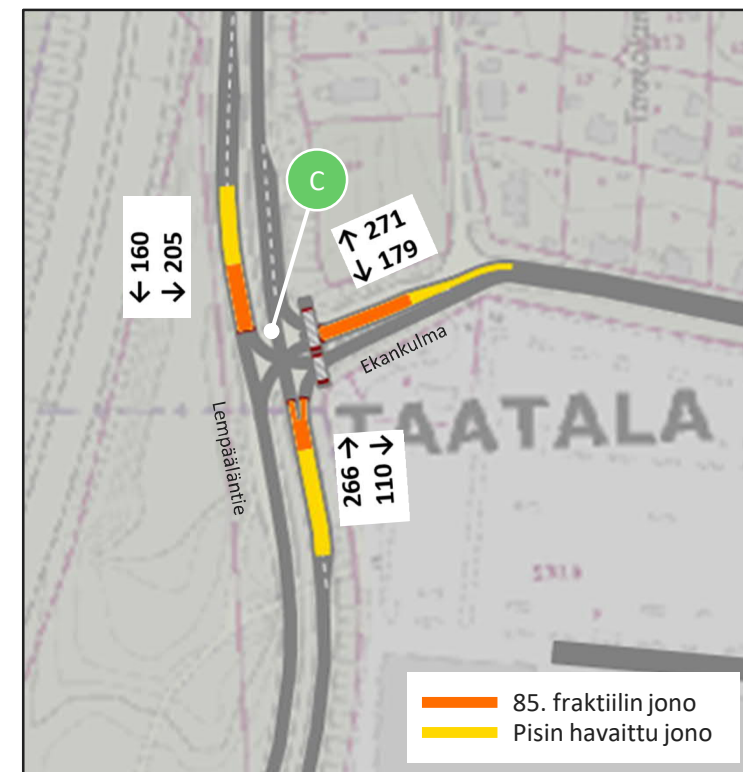 C
← 160
↓ 205
↑ 271
↓ 179
Ekankulma
Lempääläntie
TAATALA
266 →
110 ↓
85. fraktiilin jono
Pisin havaittu jono